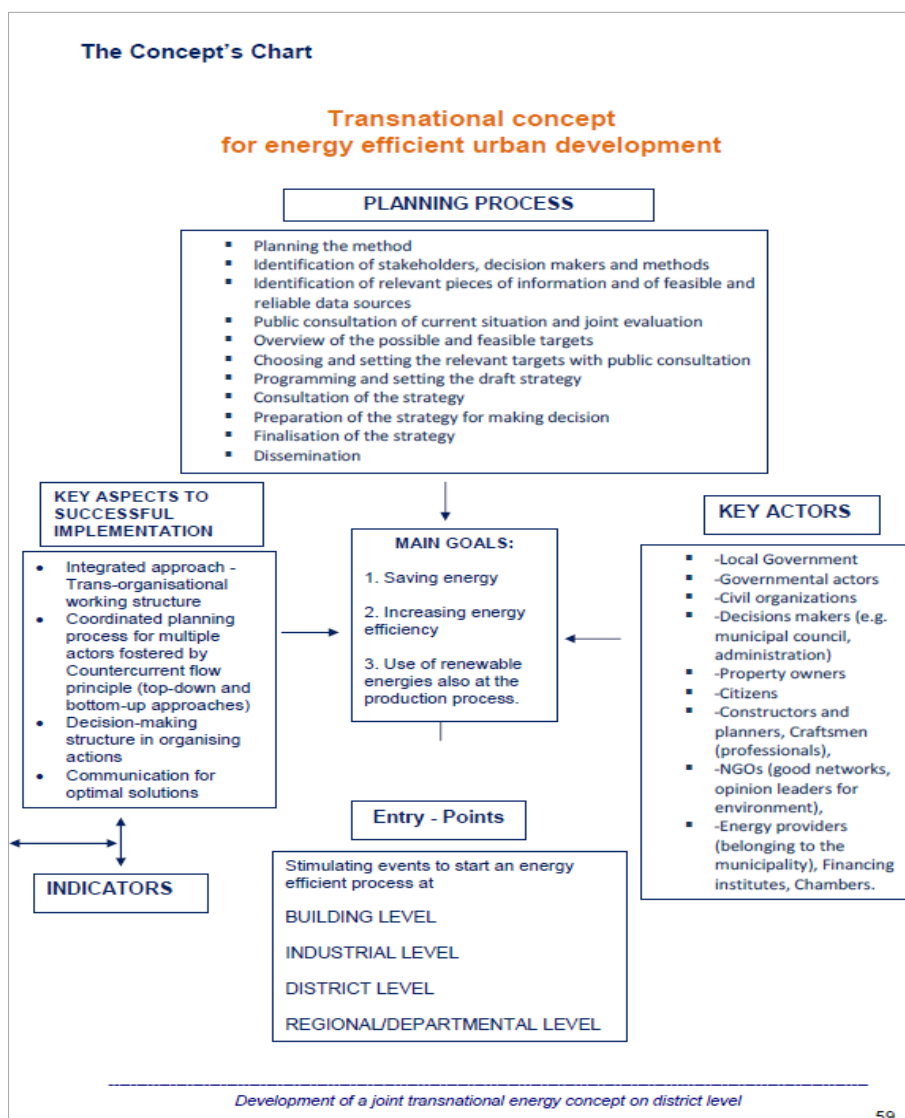 The Concept's Chart
Transnational concept
for energy efficient urban development
PLANNING PROCESS
▪ Planning the method
▪ Identification of stakeholders, decision makers and methods
▪ Identification of relevant pieces of information and of feasible and
reliable data sources
▪ Public consultation of current situation and joint evaluation
▪ Overview of the possible and feasible targets
▪ Choosing and setting the relevant targets with public consultation
▪ Programming and setting the draft strategy
▪ Consultation of the strategy
▪ Preparation of the strategy for making decision
▪ Finalisation of the strategy
▪ Dissemination
KEY ASPECTS TO
SUCCESSFUL
IMPLEMENTATION
• Integrated approach -
Trans-organisational
working structure
• Coordinated planning
process for multiple
actors fostered by
Countercurrent flow
principle (top-down and
bottom-up approaches)
• Decision-making
structure in organising
actions
• Communication for
optimal solutions
INDICATORS
MAIN GOALS:
1. Saving energy
2. Increasing energy
efficiency
3. Use of renewable
energies also at the
production process.
Entry - Points
Stimulating events to start an energy
efficient process at
BUILDING LEVEL
INDUSTRIAL LEVEL
DISTRICT LEVEL
REGIONAL/DEPARTMENTAL LEVEL
KEY ACTORS
▪ -Local Government
▪ -Governmental actors
▪ -Civil organizations
▪ -Decisions makers (e.g.
municipal council,
administration)
▪ -Property owners
▪ -Citizens
▪ -Constructors and
planners, Craftsmen
(professionals),
▪ -NGOs (good networks,
opinion leaders for
environment),
▪ -Energy providers
(belonging to the
municipality), Financing
institutes, Chambers.
Development of a joint transnational energy concept on district level
59